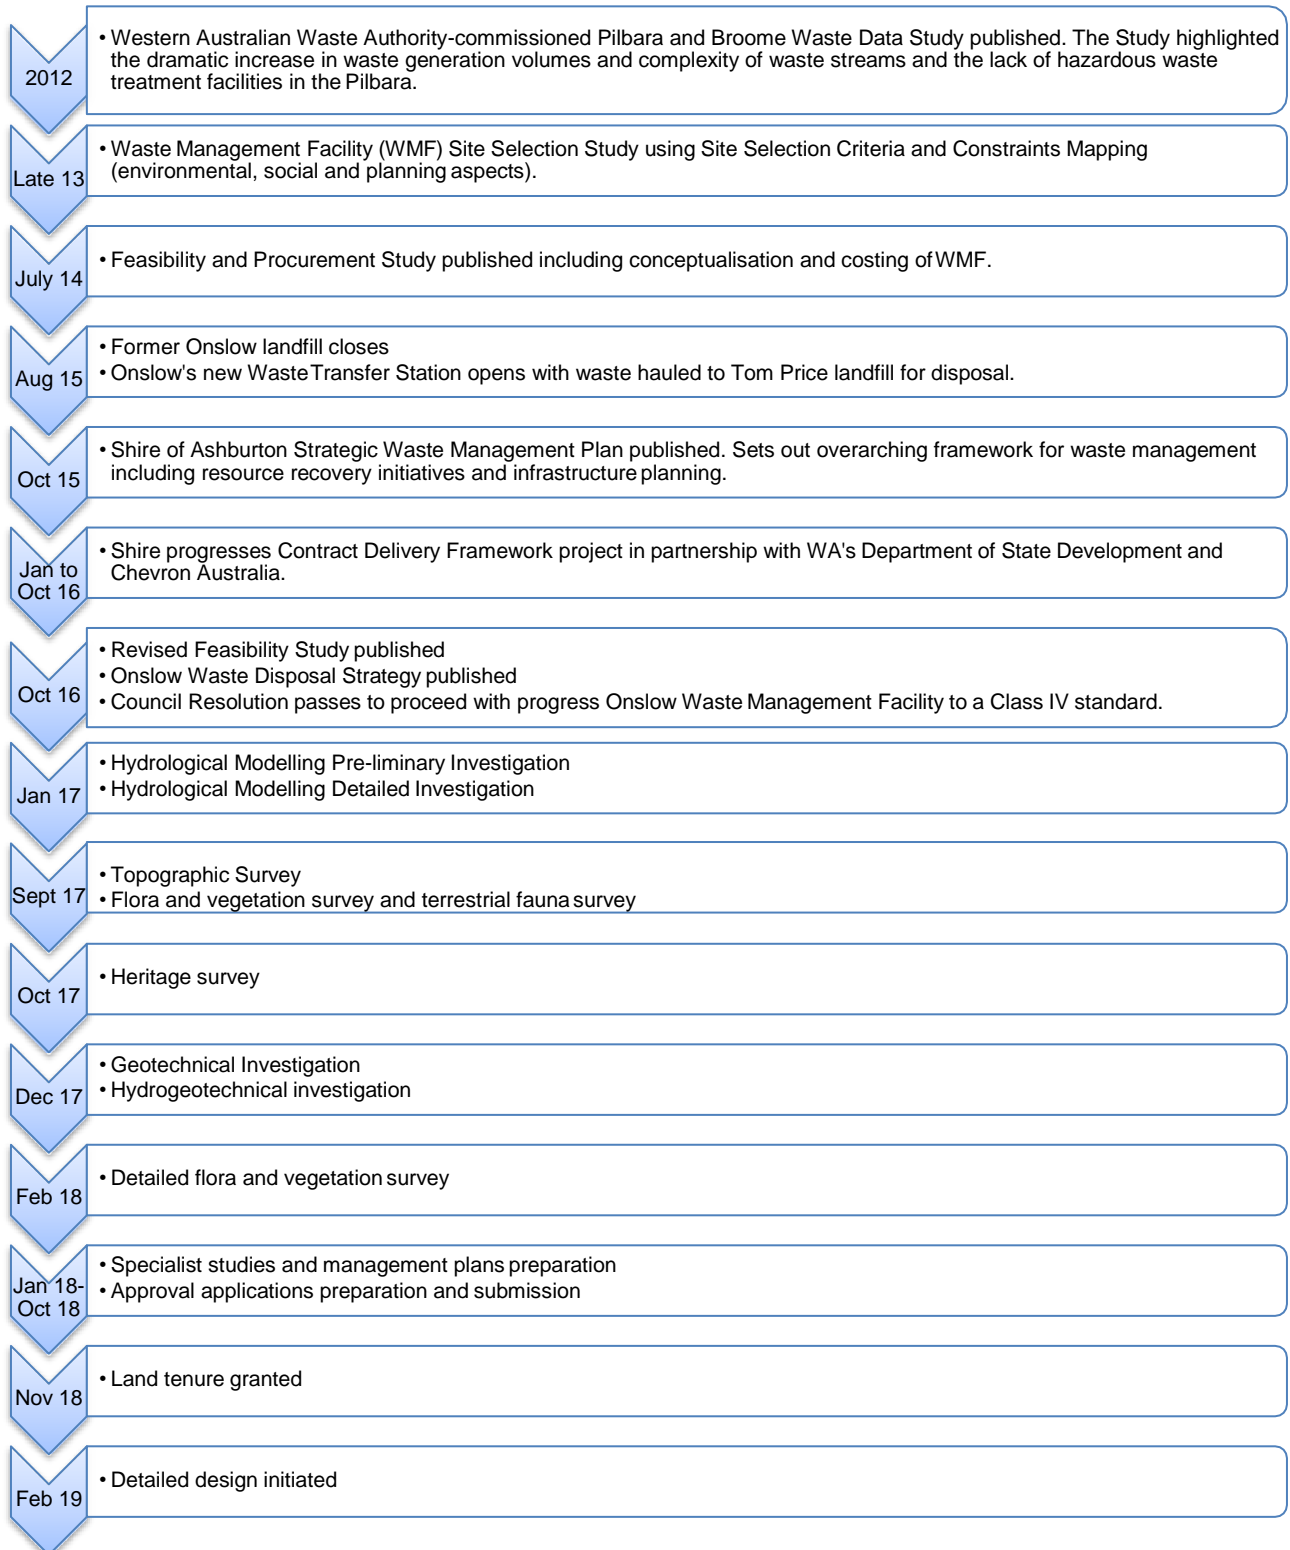 2012
• Western Australian Waste Authority-commissioned Pilbara and Broome Waste Data Study published. The Study highlighted
the dramatic increase in waste generation volumes and complexity of waste streams and the lack of hazardous waste
treatment facilities in the Pilbara.
Late 13
• Waste Management Facility (WMF) Site Selection Study using Site Selection Criteria and Constraints Mapping
(environmental, social and planning aspects).
July 14
• Feasibility and Procurement Study published including conceptualisation and costing of WMF.
Aug 15
• Former Onslow landfill closes
• Onslow's new Waste Transfer Station opens with waste hauled to Tom Price landfill for disposal.
Oct 15
• Shire of Ashburton Strategic Waste Management Plan published. Sets out overarching framework for waste management
including resource recovery initiatives and infrastructure planning.
Jan to
Oct 16
• Shire progresses Contract Delivery Framework project in partnership with WA's Department of State Development and
Chevron Australia.
Oct 16
• Revised Feasibility Study published
• Onslow Waste Disposal Strategy published
• Council Resolution passes to proceed with progress Onslow Waste Management Facility to a Class IV standard.
Jan 17
• Hydrological Modelling Pre-liminary Investigation
• Hydrological Modelling Detailed Investigation
Sept 17
• Topographic Survey
• Flora and vegetation survey and terrestrial fauna survey
Oct 17
• Heritage survey
Dec 17
• Geotechnical Investigation
• Hydrogeotechnical investigation
Feb 18
• Detailed flora and vegetation survey
Jan 18-
Oct 18
• Specialist studies and management plans preparation
• Approval applications preparation and submission
Nov 18
• Land tenure granted
Feb 19
• Detailed design initiated